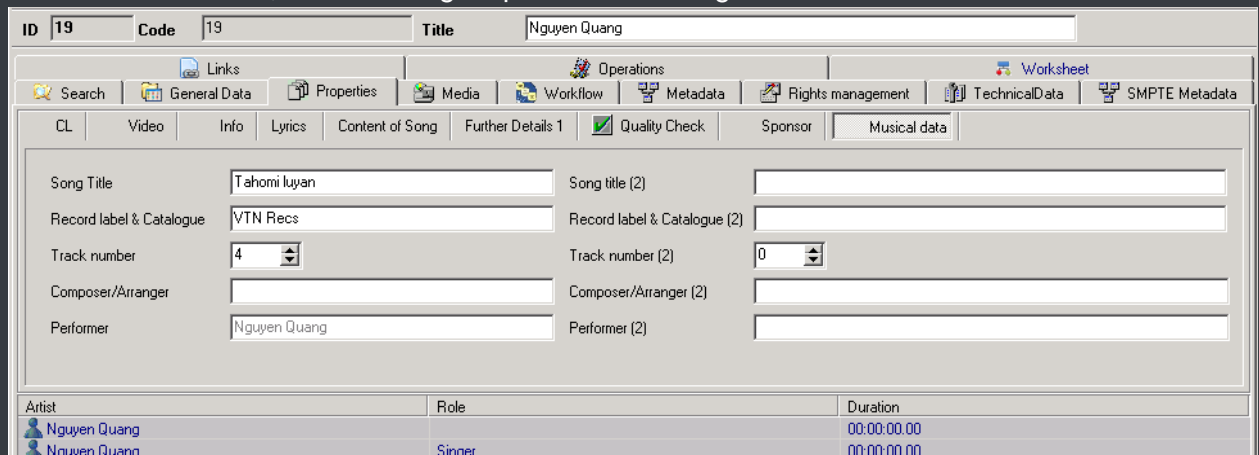 ID 19 Code 19 Title Nguyen Quang
Links Operations Worksheet
Search General Data Properties Media Workflow Metadata Rights management TechnicalData SMPTE Metadata
CL Video Info Lyrics Content of Song Further Details 1 Quality Check Sponsor Musical data
Song Title Tahomi luyan Song title (2)
Record label & Catalogue VTN Recs Record label & Catalogue (2)
Track number 4 Track number (2) 0
Composer/Arranger Composer/Arranger (2)
Performer Nguyen Quang Performer (2)
Artist Role Duration
Nguyen Quang 00:00:00.00
Nguyen Quang Singer 00:00:00.00